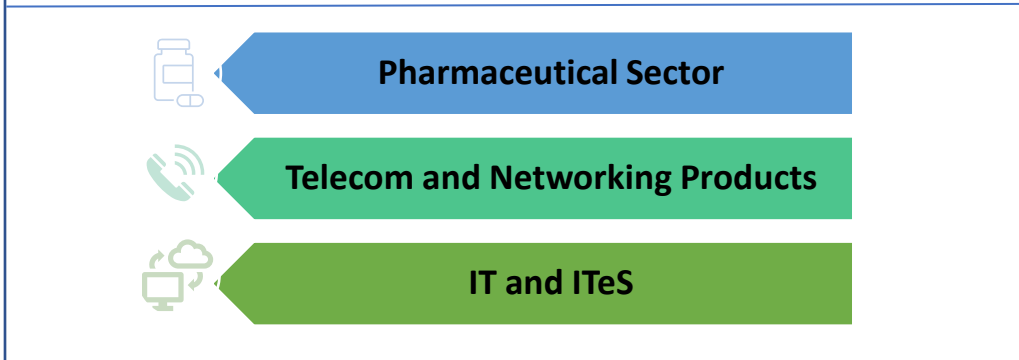 Pharmaceutical Sector
Telecom and Networking Products
IT and ITeS